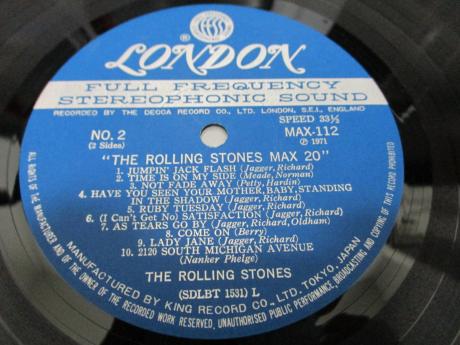 LONDON
FULL FREQUENCY
STEREOPHONIC SOUND
RECORDED BY THE DECCA RECORD CO., LTD. LONDON, S.E.I., ENGLAND
SPEED 33⅓
NO. 2
(2 Sides)
MAX-112
℗ 1971
"THE ROLLING STONES MAX 20"
1. JUMPIN' JACK FLASH (Jagger, Richard)
2. TIME IS ON MY SIDE (Meade, Norman)
3. NOT FADE AWAY (Petty, Hardin)
4. HAVE YOU SEEN YOUR MOTHER, BABY, STANDING
IN THE SHADOW (Jagger, Richard)
5. RUBY TUESDAY (Jagger, Richard)
6. (I Can't Get No) SATISFACTION (Jagger, Richard)
7. AS TEARS GO BY (Jagger, Richard, Oldham)
8. COME ON (Berry)
9. LADY JANE (Jagger, Richard)
10. 2120 SOUTH MICHIGAN AVENUE
(Nanker Phelge)
THE ROLLING STONES
(SDLBT 1531) L
MANUFACTURED BY KING RECORD CO., LTD. TOKYO, JAPAN
ALL RIGHTS OF THE MANUFACTURER AND OF THE OWNER OF THE RECORDED WORK RESERVED, UNAUTHORISED PUBLIC PERFORMANCE, BROADCASTING AND COPYING OF THIS RECORD PROHIBITED